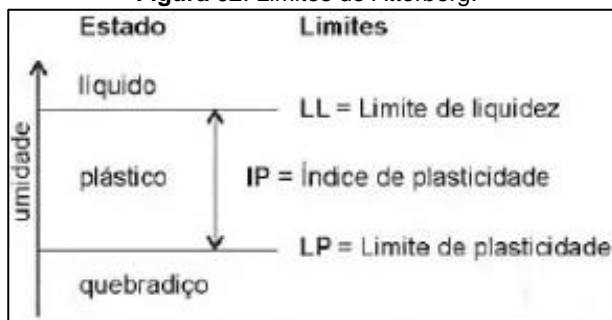 Estado Limites
líquido
LL = Limite de liquidez
umidade
plástico IP = Índice de plasticidade
LP = Limite de plasticidade
quebradiço